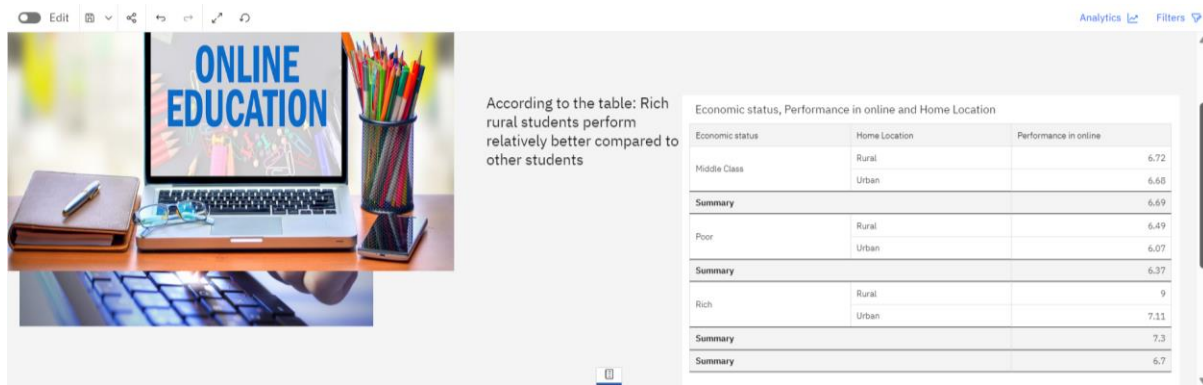 Edit
Analytics
Filters
ONLINE
EDUCATION
According to the table: Rich
rural students perform
relatively better compared to
other students
Economic status, Performance in online and Home Location
Economic status Home Location Performance in online
Middle Class Rural 6.72
Urban 6.68
Summary 6.69
Poor Rural 6.49
Urban 6.07
Summary 6.37
Rich Rural 9
Urban 7.11
Summary 7.3
Summary 6.7